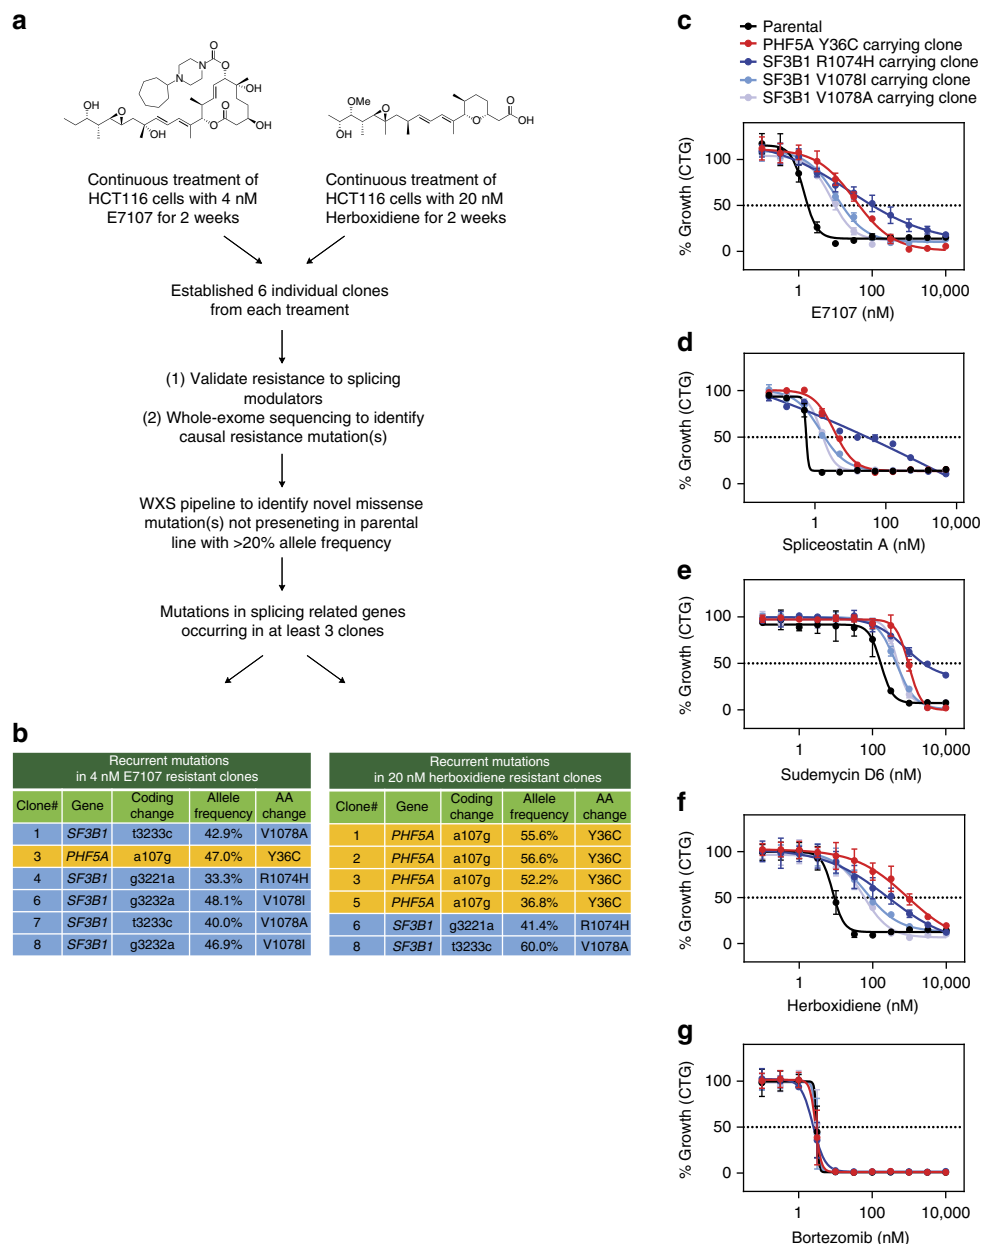 a
OH
O
O
N
N
O
O
OH
OH
O
O
OH
OMe
OH
O
O
O
OH
Continuous treatment of
HCT116 cells with 4 nM
E7107 for 2 weeks
Continuous treatment of
HCT116 cells with 20 nM
Herboxidiene for 2 weeks
Established 6 individual clones
from each treament
(1) Validate resistance to splicing
modulators
(2) Whole-exome sequencing to identify
causal resistance mutation(s)
WXS pipeline to identify novel missense
mutation(s) not preseneting in parental
line with >20% allele frequency
Mutations in splicing related genes
occurring in at least 3 clones
b
Recurrent mutations
in 4 nM E7107 resistant clones
Clone# Gene Coding change Allele frequency AA change
1 SF3B1 t3233c 42.9% V1078A
3 PHF5A a107g 47.0% Y36C
4 SF3B1 g3221a 33.3% R1074H
6 SF3B1 g3232a 48.1% V1078I
7 SF3B1 t3233c 40.0% V1078A
8 SF3B1 g3232a 46.9% V1078I
Recurrent mutations
in 20 nM herboxidiene resistant clones
Clone# Gene Coding change Allele frequency AA change
1 PHF5A a107g 55.6% Y36C
2 PHF5A a107g 56.6% Y36C
3 PHF5A a107g 52.2% Y36C
5 PHF5A a107g 36.8% Y36C
6 SF3B1 g3221a 41.4% R1074H
8 SF3B1 t3233c 60.0% V1078A
c
Parental
PHF5A Y36C carrying clone
SF3B1 R1074H carrying clone
SF3B1 V1078I carrying clone
SF3B1 V1078A carrying clone
% Growth (CTG)
100
50
0
1 100 10,000
E7107 (nM)
d
% Growth (CTG)
100
50
0
1 100 10,000
Spliceostatin A (nM)
e
% Growth (CTG)
100
50
0
1 100 10,000
Sudemycin D6 (nM)
f
% Growth (CTG)
100
50
0
1 100 10,000
Herboxidiene (nM)
g
% Growth (CTG)
100
50
0
1 100 10,000
Bortezomib (nM)